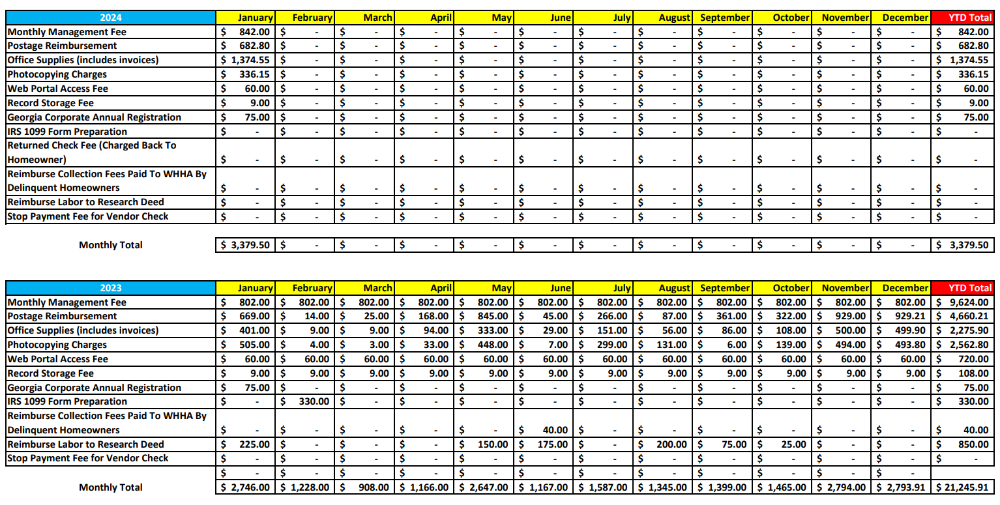 2024 January February March April May June July August September October November December YTD Total
Monthly Management Fee $ 842.00 $ - $ - $ - $ - $ - $ - $ - $ - $ - $ - $ - $ 842.00
Postage Reimbursement $ 682.80 $ - $ - $ - $ - $ - $ - $ - $ - $ - $ - $ - $ 682.80
Office Supplies (includes invoices) $ 1,374.55 $ - $ - $ - $ - $ - $ - $ - $ - $ - $ - $ - $ 1,374.55
Photocopying Charges $ 336.15 $ - $ - $ - $ - $ - $ - $ - $ - $ - $ - $ - $ 336.15
Web Portal Access Fee $ 60.00 $ - $ - $ - $ - $ - $ - $ - $ - $ - $ - $ - $ 60.00
Record Storage Fee $ 9.00 $ - $ - $ - $ - $ - $ - $ - $ - $ - $ - $ - $ 9.00
Georgia Corporate Annual Registration $ 75.00 $ - $ - $ - $ - $ - $ - $ - $ - $ - $ - $ - $ 75.00
IRS 1099 Form Preparation $ - $ - $ - $ - $ - $ - $ - $ - $ - $ - $ - $ - $ -
Returned Check Fee (Charged Back To
Homeowner) $ - $ - $ - $ - $ - $ - $ - $ - $ - $ - $ - $ - $ -
Reimburse Collection Fees Paid To WHHA By
Delinquent Homeowners $ - $ - $ - $ - $ - $ - $ - $ - $ - $ - $ - $ - $ -
Reimburse Labor to Research Deed $ - $ - $ - $ - $ - $ - $ - $ - $ - $ - $ - $ - $ -
Stop Payment Fee for Vendor Check $ - $ - $ - $ - $ - $ - $ - $ - $ - $ - $ - $ - $ -
Monthly Total $ 3,379.50 $ - $ - $ - $ - $ - $ - $ - $ - $ - $ - $ - $ 3,379.50
2023 January February March April May June July August September October November December YTD Total
Monthly Management Fee $ 802.00 $ 802.00 $ 802.00 $ 802.00 $ 802.00 $ 802.00 $ 802.00 $ 802.00 $ 802.00 $ 802.00 $ 802.00 $ 802.00 $ 9,624.00
Postage Reimbursement $ 669.00 $ 14.00 $ 25.00 $ 168.00 $ 845.00 $ 45.00 $ 266.00 $ 87.00 $ 361.00 $ 322.00 $ 929.00 $ 929.21 $ 4,660.21
Office Supplies (includes invoices) $ 401.00 $ 9.00 $ 9.00 $ 94.00 $ 333.00 $ 29.00 $ 151.00 $ 56.00 $ 86.00 $ 108.00 $ 500.00 $ 499.90 $ 2,275.90
Photocopying Charges $ 505.00 $ 4.00 $ 3.00 $ 33.00 $ 448.00 $ 7.00 $ 299.00 $ 131.00 $ 6.00 $ 139.00 $ 494.00 $ 493.80 $ 2,562.80
Web Portal Access Fee $ 60.00 $ 60.00 $ 60.00 $ 60.00 $ 60.00 $ 60.00 $ 60.00 $ 60.00 $ 60.00 $ 60.00 $ 60.00 $ 60.00 $ 720.00
Record Storage Fee $ 9.00 $ 9.00 $ 9.00 $ 9.00 $ 9.00 $ 9.00 $ 9.00 $ 9.00 $ 9.00 $ 9.00 $ 9.00 $ 9.00 $ 108.00
Georgia Corporate Annual Registration $ 75.00 $ - $ - $ - $ - $ - $ - $ - $ - $ - $ - $ - $ 75.00
IRS 1099 Form Preparation $ - $ 330.00 $ - $ - $ - $ - $ - $ - $ - $ - $ - $ - $ 330.00
Reimburse Collection Fees Paid To WHHA By
Delinquent Homeowners $ - $ - $ - $ - $ - $ 40.00 $ - $ - $ - $ - $ - $ - $ 40.00
Reimburse Labor to Research Deed $ 225.00 $ - $ - $ - $ 150.00 $ 175.00 $ - $ 200.00 $ 75.00 $ 25.00 $ - $ - $ 850.00
Stop Payment Fee for Vendor Check $ - $ - $ - $ - $ - $ - $ - $ - $ - $ - $ - $ - $ -
$ - $ - $ - $ - $ - $ - $ - $ - $ - $ - $ - $ -
Monthly Total $ 2,746.00 $ 1,228.00 $ 908.00 $ 1,166.00 $ 2,647.00 $ 1,167.00 $ 1,587.00 $ 1,345.00 $ 1,399.00 $ 1,465.00 $ 2,794.00 $ 2,793.91 $ 21,245.91